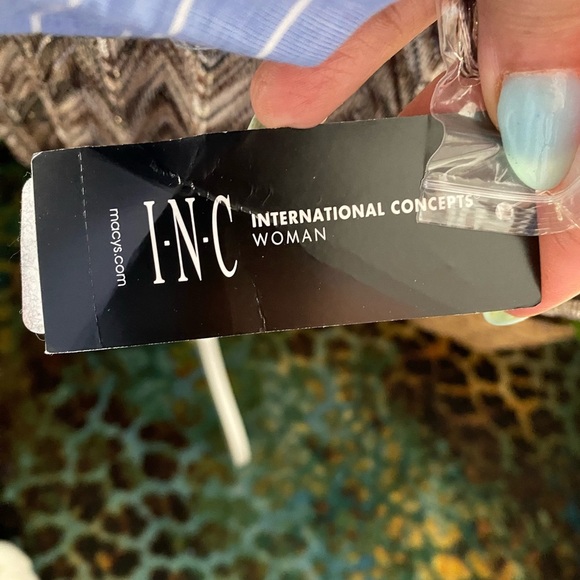 macys.com
I·N·C
INTERNATIONAL CONCEPTS
WOMAN